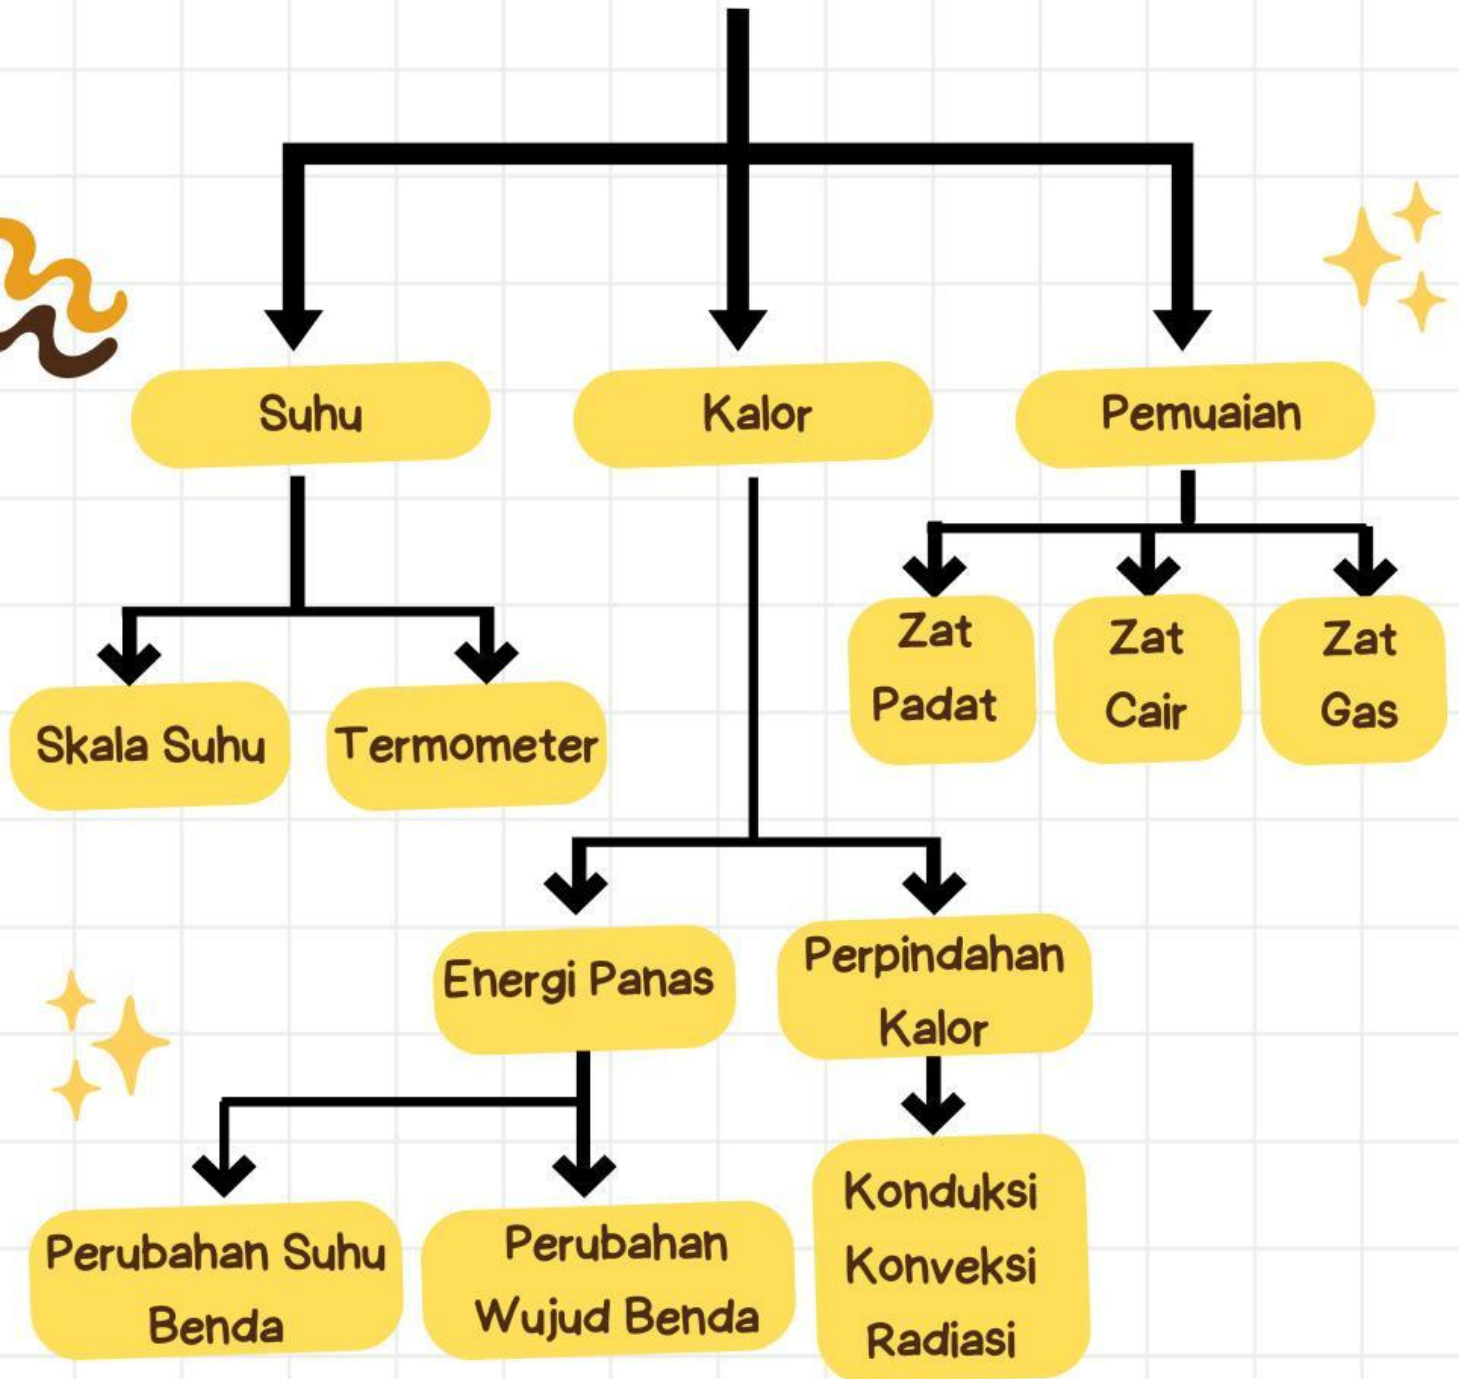 Suhu
Kalor
Pemuaian
Zat
Padat
Zat
Cair
Zat
Gas
Skala Suhu
Termometer
Energi Panas
Perpindahan
Kalor
Perubahan Suhu
Benda
Perubahan
Wujud Benda
Konduksi
Konveksi
Radiasi